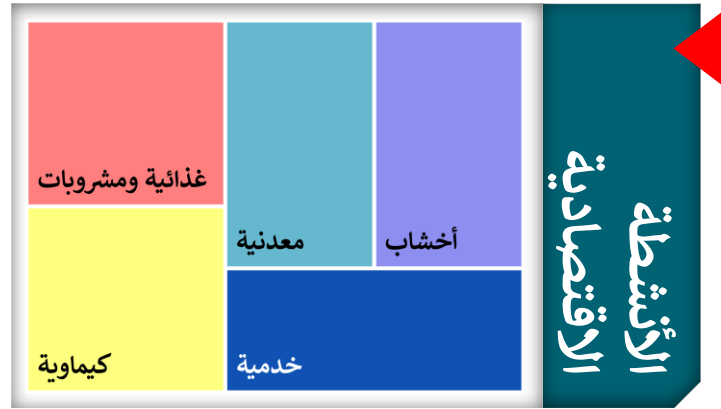 الأنشطة
الاقتصادية
أخشاب
معدنية
غذائية ومشروبات
خدمية
كيماوية